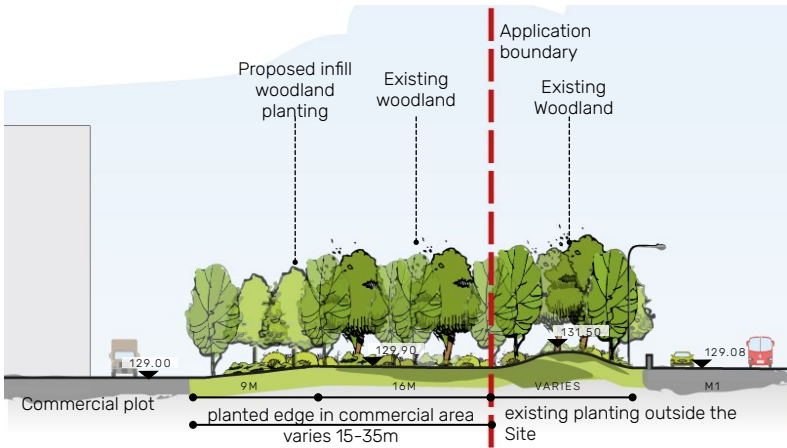 Application
boundary
Proposed infill
woodland
planting
Existing
woodland
Existing
Woodland
131.50
129.90
129.00
129.08
9M
16M
VARIES
M1
Commercial plot
planted edge in commercial area
varies 15-35m
existing planting outside the
Site